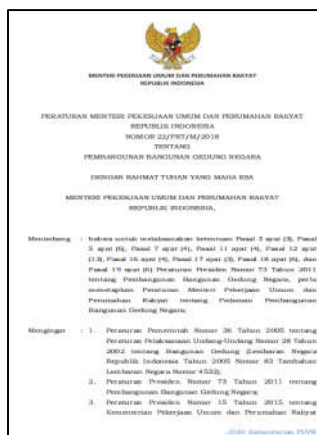 MENTERI PEKERJAAN UMUM DAN PERUMAHAN RAKYAT
REPUBLIK INDONESIA
PERATURAN MENTERI PEKERJAAN UMUM DAN PERUMAHAN RAKYAT
REPUBLIK INDONESIA
NOMOR 22/PRT/M/2018
TENTANG
PEMBANGUNAN BANGUNAN GEDUNG NEGARA
DENGAN RAHMAT TUHAN YANG MAHA ESA
MENTERI PEKERJAAN UMUM DAN PERUMAHAN RAKYAT
REPUBLIK INDONESIA,
Menimbang : bahwa untuk melaksanakan ketentuan Pasal 3 ayat (3), Pasal
5 ayat (6), Pasal 7 ayat (4), Pasal 11 ayat (4), Pasal 12 ayat
(13), Pasal 16 ayat (4), Pasal 17 ayat (3), Pasal 18 ayat (6), dan
Pasal 19 ayat (6) Peraturan Presiden Nomor 73 Tahun 2011
tentang Pembangunan Bangunan Gedung Negara, perlu
menetapkan Peraturan Menteri Pekerjaan Umum dan
Perumahan Rakyat tentang Pedoman Pembangunan
Bangunan Gedung Negara;
Mengingat : 1. Peraturan Pemerintah Nomor 36 Tahun 2005 tentang
Peraturan Pelaksanaan Undang-Undang Nomor 28 Tahun
2002 tentang Bangunan Gedung (Lembaran Negara
Republik Indonesia Tahun 2005 Nomor 83 Tambahan
Lembaran Negara Nomor 4532);
2. Peraturan Presiden Nomor 73 Tahun 2011 tentang
Pembangunan Bangunan Gedung Negara;
3. Peraturan Presiden Nomor 15 Tahun 2015 tentang
Kementerian Pekerjaan Umum dan Perumahan Rakyat
JDIH Kementerian PUPR